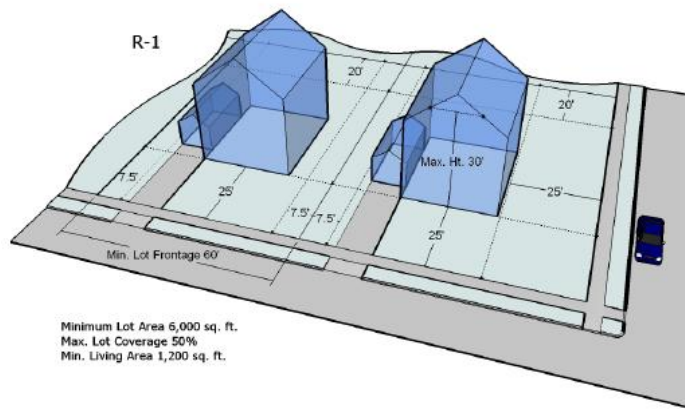 R-1
20'
20'
Max. Ht. 30'
7.5'
25'
25'
7.5'
7.5'
25'
Min. Lot Frontage 60'
Minimum Lot Area 6,000 sq. ft.
Max. Lot Coverage 50%
Min. Living Area 1,200 sq. ft.